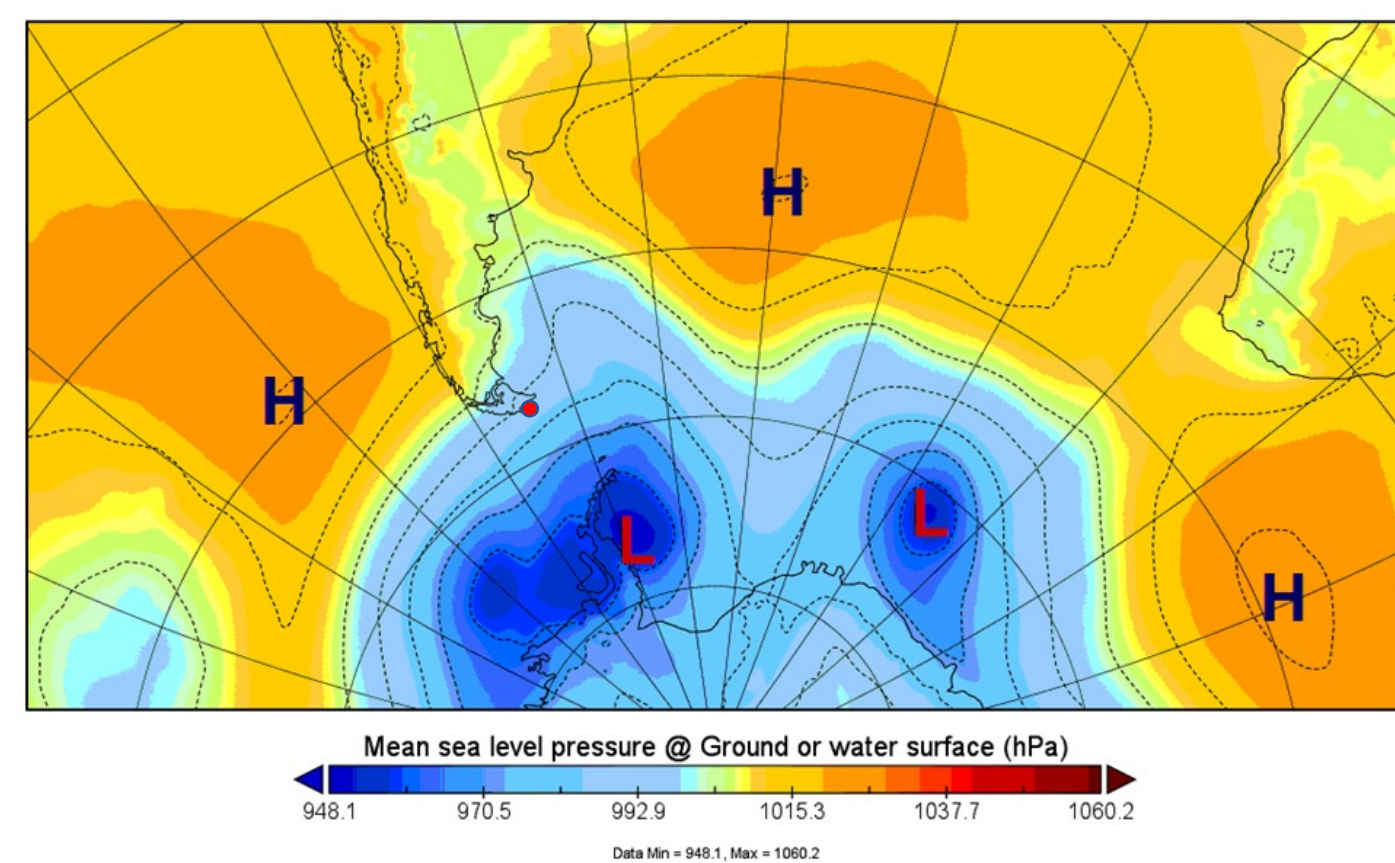 H
H
L
L
H
Mean sea level pressure @ Ground or water surface (hPa)
948.1 970.5 992.9 1015.3 1037.7 1060.2
Data Min = 948.1, Max = 1060.2